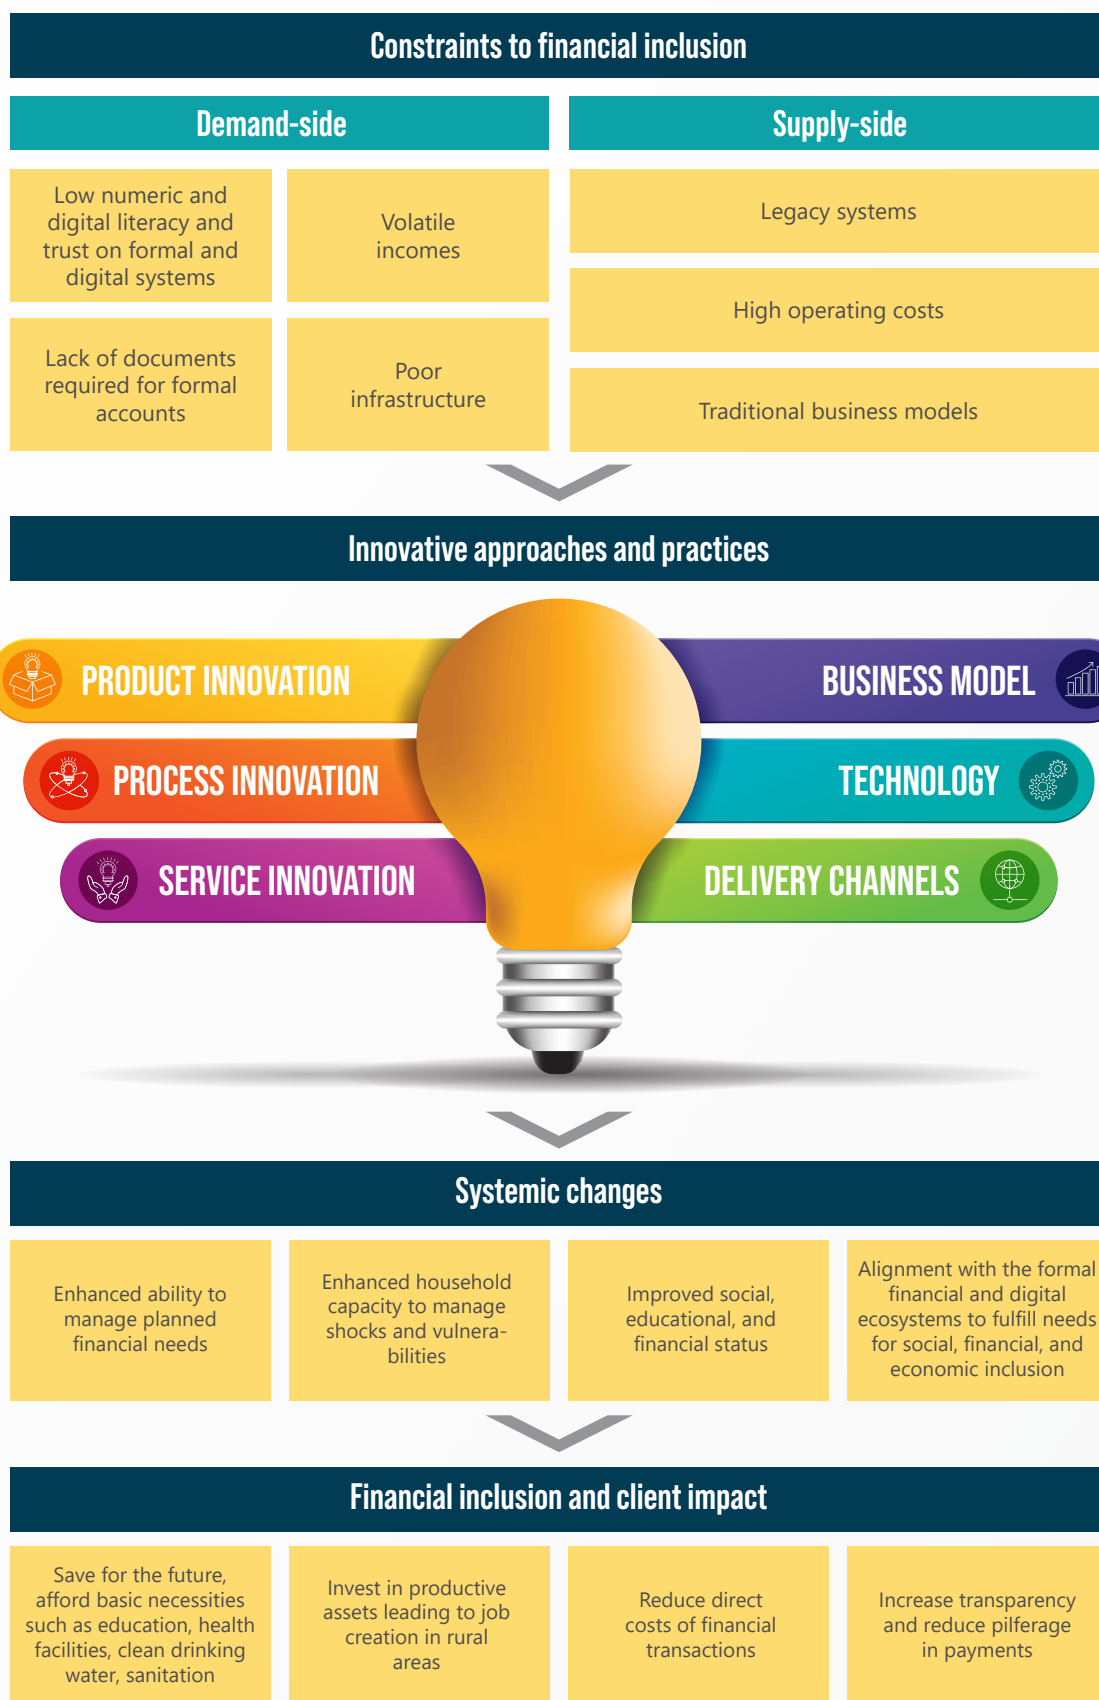 Constraints to financial inclusion
Demand-side
Low numeric and
digital literacy and
trust on formal and
digital systems
Volatile
incomes
Lack of documents
required for formal
accounts
Poor
infrastructure
Supply-side
Legacy systems
High operating costs
Traditional business models
Innovative approaches and practices
PRODUCT INNOVATION
PROCESS INNOVATION
SERVICE INNOVATION
BUSINESS MODEL
TECHNOLOGY
DELIVERY CHANNELS
Systemic changes
Enhanced ability to
manage planned
financial needs
Enhanced household
capacity to manage
shocks and vulnera-
bilities
Improved social,
educational, and
financial status
Alignment with the formal
financial and digital
ecosystems to fulfill needs
for social, financial, and
economic inclusion
Financial inclusion and client impact
Save for the future,
afford basic necessities
such as education, health
facilities, clean drinking
water, sanitation
Invest in productive
assets leading to job
creation in rural
areas
Reduce direct
costs of financial
transactions
Increase transparency
and reduce pilferage
in payments